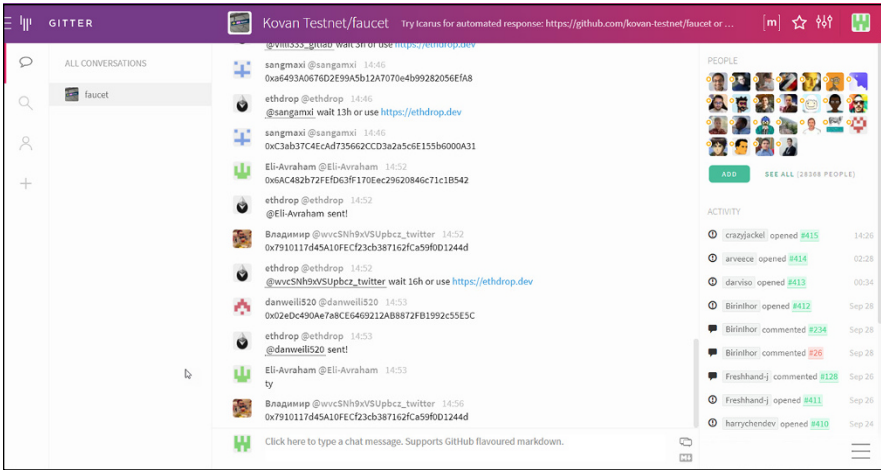 GITTER
Kovan Testnet/faucet Try Icarus for automated response: https://github.com/kovan-testnet/faucet or ...
[m]
ALL CONVERSATIONS
faucet
@villi333_gitlab wait 3h or use https://ethdrop.dev
sangmaxi @sangamxi 14:46
0xa6493A0676D2E99A5b12A7070e4b99282056EfA8
ethdrop @ethdrop 14:46
@sangamxi wait 13h or use https://ethdrop.dev
sangmaxi @sangamxi 14:46
0xC3ab37C4EcAd735662CCD3a2a5c6E155b6000A31
Eli-Avraham @Eli-Avraham 14:52
0x6AC482b72FEfD63fF170Eec29620846c71c1B542
ethdrop @ethdrop 14:52
@Eli-Avraham sent!
Владимир @wvcSNh9xVSUpbcz_twitter 14:52
0x7910117d45A10FECf23cb387162fCa59f0D1244d
ethdrop @ethdrop 14:52
@wvcSNh9xVSUpbcz_twitter wait 16h or use https://ethdrop.dev
danweili520 @danweili520 14:53
0x02eDc490Ae7a8CE6469212AB8872FB1992c55E5C
ethdrop @ethdrop 14:53
@danweili520 sent!
Eli-Avraham @Eli-Avraham 14:53
ty
Владимир @wvcSNh9xVSUpbcz_twitter 14:56
0x7910117d45A10FECf23cb387162fCa59f0D1244d
Click here to type a chat message. Supports GitHub flavoured markdown.
PEOPLE
ADD SEE ALL (28368 PEOPLE)
ACTIVITY
crazyjackel opened #415 14:26
arveece opened #414 02:28
darviso opened #413 00:34
BirinIhor opened #412 Sep 28
BirinIhor commented #234 Sep 28
BirinIhor commented #26 Sep 28
Freshhand-j commented #128 Sep 26
Freshhand-j opened #411 Sep 26
harrychendev opened #410 Sep 24